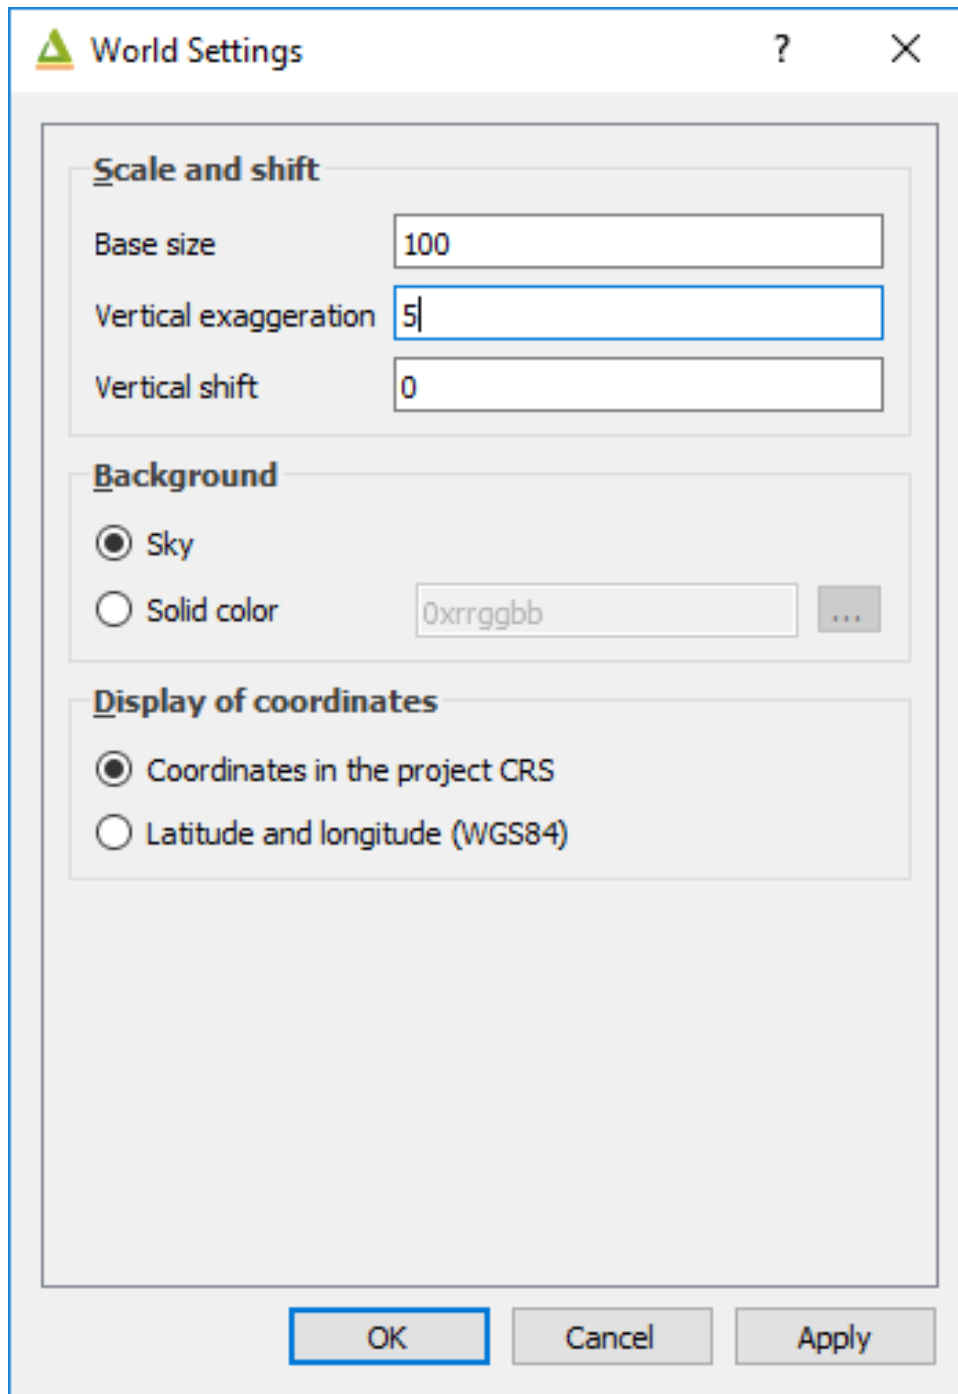 World Settings ?
Scale and shift
Base size 100
Vertical exaggeration 5
Vertical shift 0
Background
Sky
Solid color 0xrrggbb ...
Display of coordinates
Coordinates in the project CRS
Latitude and longitude (WGS84)
OK Cancel Apply